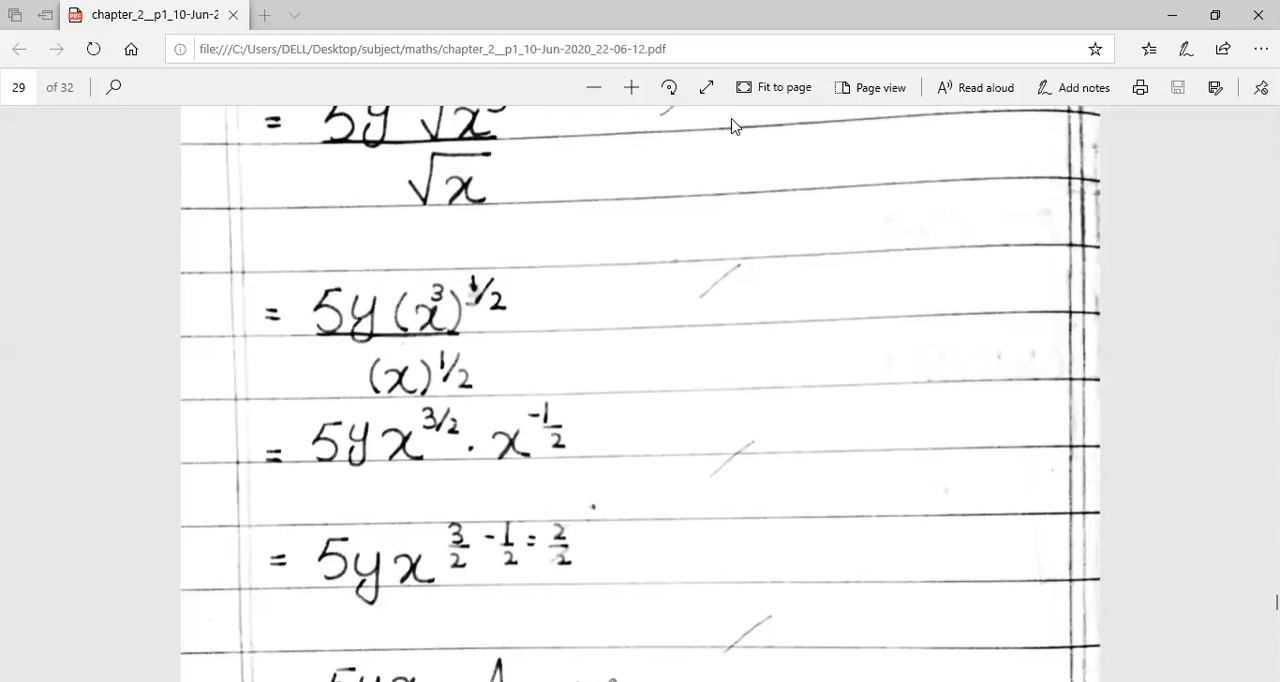 chapter_2__p1_10-Jun-2
file:///C:/Users/DELL/Desktop/subject/maths/chapter_2__p1_10-Jun-2020_22-06-12.pdf
29 of 32 Fit to page Page view Read aloud Add notes
= 5y √x³
√x
= 5y (x³)^1/2
(x)^1/2
= 5y x^3/2 · x^-1/2
= 5yx^3/2 - 1/2 = 2/2
5yx